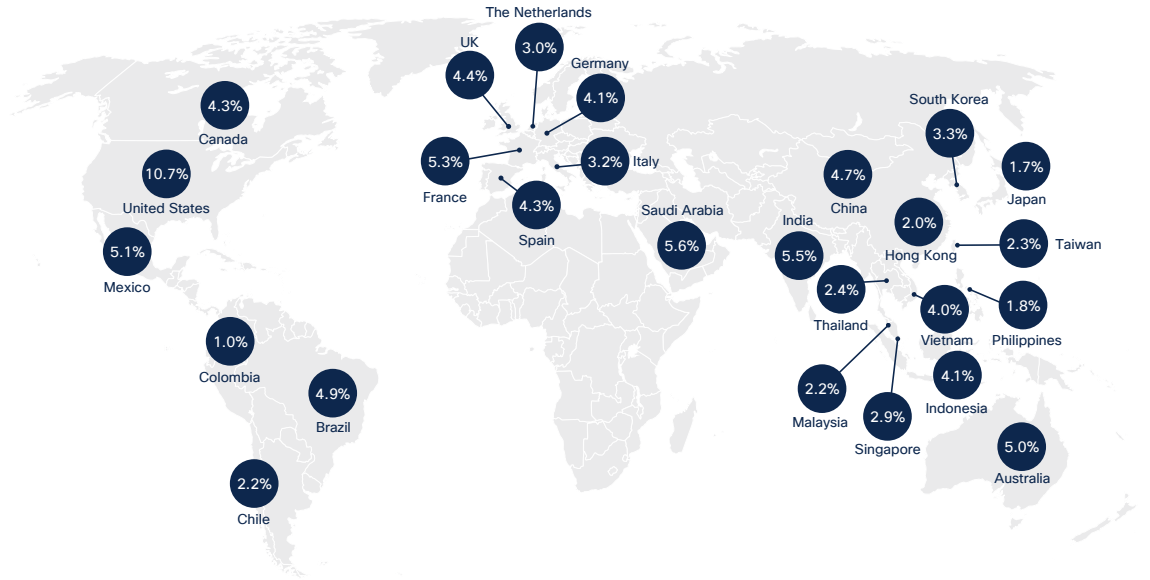 The Netherlands
3.0%
UK
4.4%
Germany
4.1%
4.3%
Canada
South Korea
3.3%
10.7%
United States
5.3%
France
3.2% Italy
4.7%
China
1.7%
Japan
4.3%
Spain
Saudi Arabia
5.6%
India
5.5%
2.0%
Hong Kong
2.3% Taiwan
5.1%
Mexico
2.4%
Thailand
4.0%
Vietnam
1.8%
Philippines
1.0%
Colombia
4.9%
Brazil
2.2%
Malaysia
2.9%
Singapore
4.1%
Indonesia
5.0%
Australia
2.2%
Chile